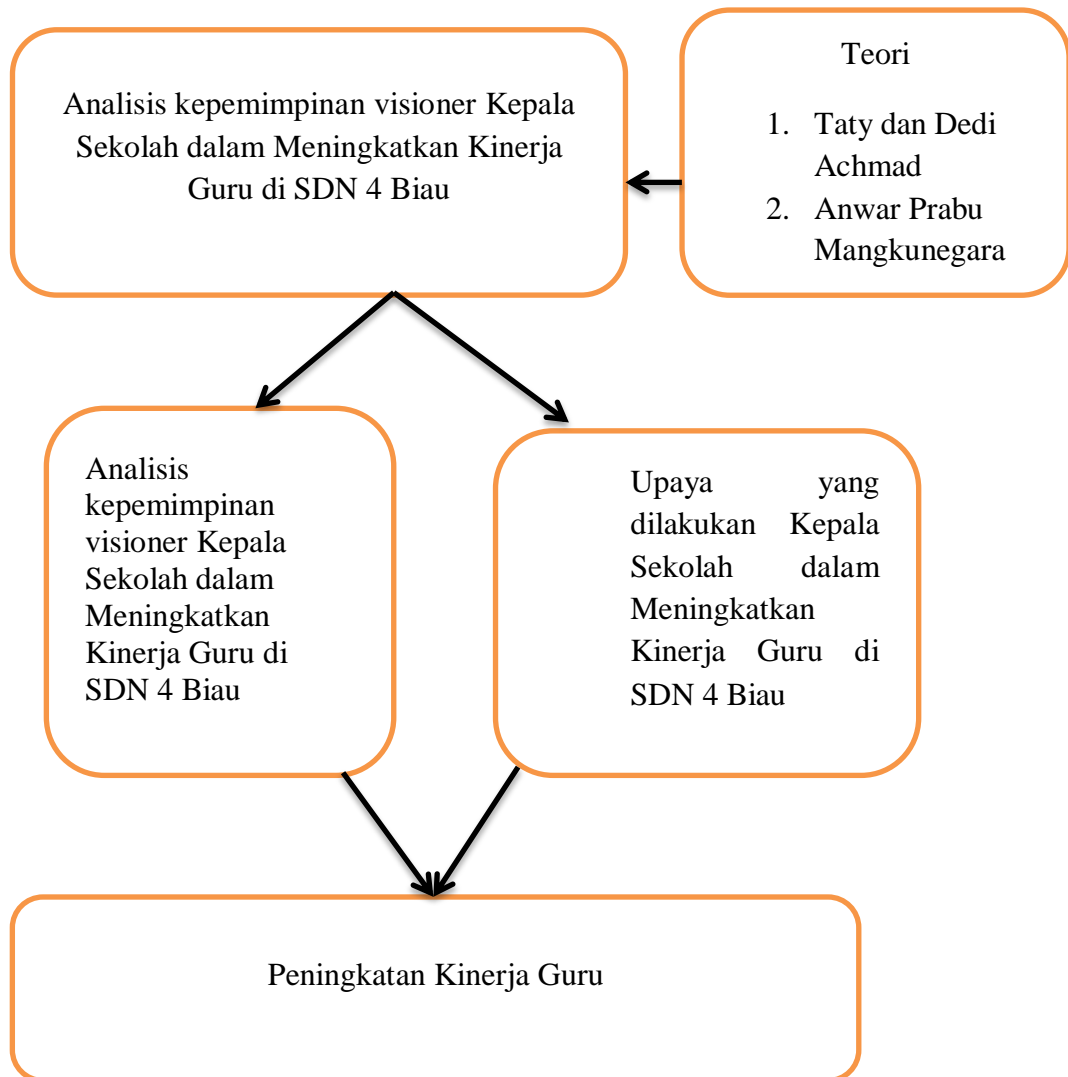 Analisis kepemimpinan visioner Kepala
Sekolah dalam Meningkatkan Kinerja
Guru di SDN 4 Biau
Teori
1. Taty dan Dedi
Achmad
2. Anwar Prabu
Mangkunegara
Analisis
kepemimpinan
visioner Kepala
Sekolah dalam
Meningkatkan
Kinerja Guru di
SDN 4 Biau
Upaya yang
dilakukan Kepala
Sekolah dalam
Meningkatkan
Kinerja Guru di
SDN 4 Biau
Peningkatan Kinerja Guru